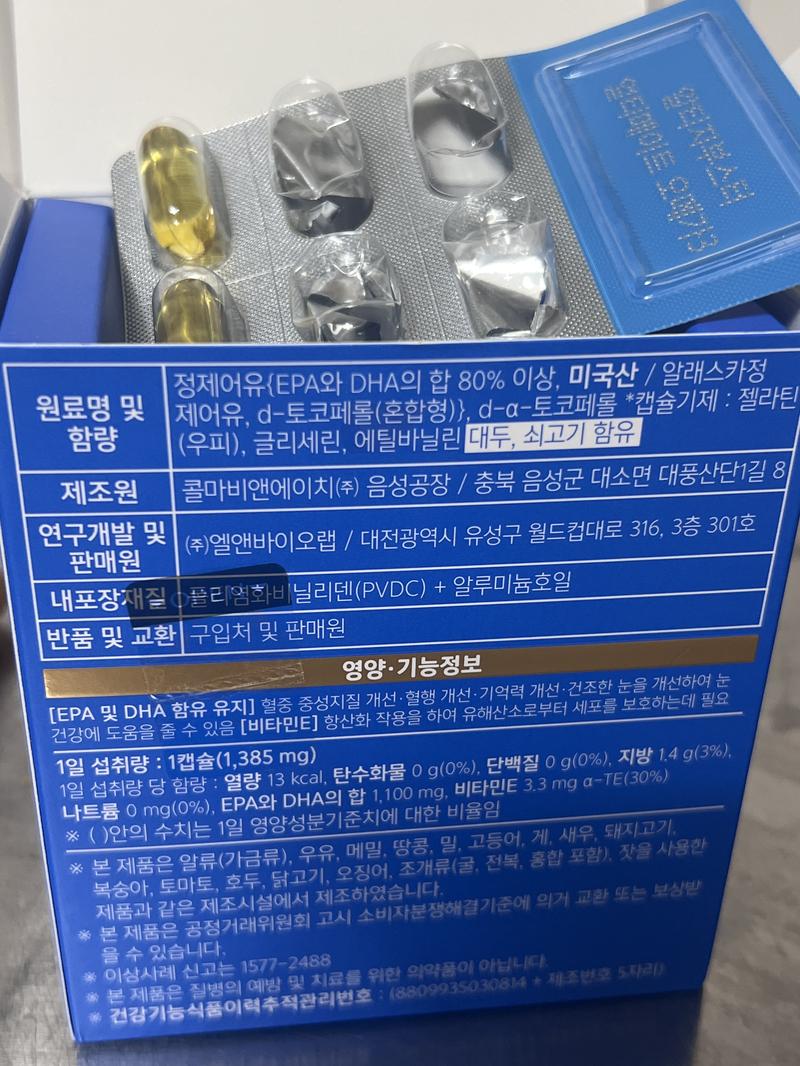 알티지부스터
얼티메이트 오메가3
원료명 및
함량
정제어유{EPA와 DHA의 합 80% 이상, 미국산 / 알래스카정
제어유, d-토코페롤(혼합형)}, d-α-토코페롤 *캡슐기제 : 젤라틴
(우피), 글리세린, 에틸바닐린 대두, 쇠고기 함유
제조원
콜마비앤에이치㈜ 음성공장 / 충북 음성군 대소면 대풍산단1길 8
연구개발 및
판매원
㈜엘앤바이오랩 / 대전광역시 유성구 월드컵대로 316, 3층 301호
내포장재질
폴리염화비닐리덴(PVDC) + 알루미늄호일
반품 및 교환
구입처 및 판매원
영양·기능정보
[EPA 및 DHA 함유 유지] 혈중 중성지질 개선·혈행 개선·기억력 개선·건조한 눈을 개선하여 눈
건강에 도움을 줄 수 있음 [비타민E] 항산화 작용을 하여 유해산소로부터 세포를 보호하는데 필요
1일 섭취량 : 1캡슐(1,385 mg)
1일 섭취량 당 함량 : 열량 13 kcal, 탄수화물 0 g(0%), 단백질 0 g(0%), 지방 1.4 g(3%),
나트륨 0 mg(0%), EPA와 DHA의 합 1,100 mg, 비타민E 3.3 mg α-TE(30%)
※ ( )안의 수치는 1일 영양성분기준치에 대한 비율임
※ 본 제품은 알류(가금류), 우유, 메밀, 땅콩, 밀, 고등어, 게, 새우, 돼지고기,
복숭아, 토마토, 호두, 닭고기, 오징어, 조개류(굴, 전복, 홍합 포함), 잣을 사용한
제품과 같은 제조시설에서 제조하였습니다.
※ 본 제품은 공정거래위원회 고시 소비자분쟁해결기준에 의거 교환 또는 보상받
을 수 있습니다.
※ 이상사례 신고는 1577-2488
※ 본 제품은 질병의 예방 및 치료를 위한 의약품이 아닙니다.
※ 건강기능식품이력추적관리번호 : (8809935030814 + 제조번호 5자리)